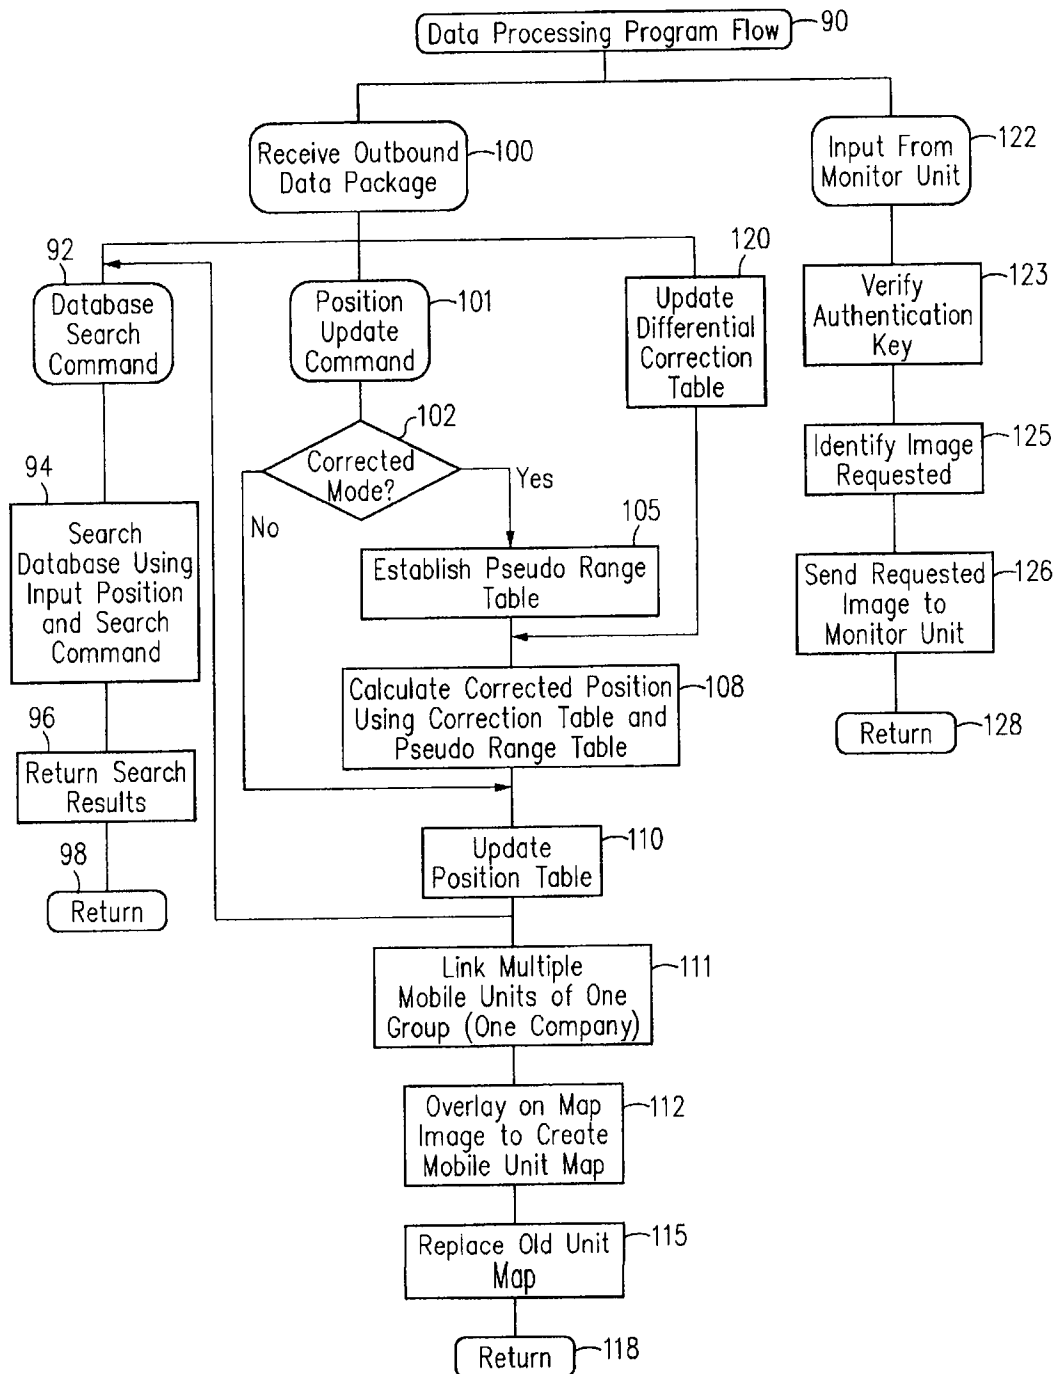 Data Processing Program Flow
90
Receive Outbound
Data Package
100
Input From
Monitor Unit
122
92
Database
Search
Command
Position
Update
Command
101
120
Update
Differential
Correction
Table
Verify
Authentication
Key
123
102
Corrected
Mode?
Yes
No
Identify Image
Requested
125
94
Search
Database Using
Input Position
and Search
Command
105
Establish Pseudo Range
Table
Send Requested
Image to
Monitor Unit
126
Calculate Corrected Position
Using Correction Table and
Pseudo Range Table
108
Return
128
96
Return Search
Results
Update
Position Table
110
98
Return
Link Multiple
Mobile Units of One
Group (One Company)
111
Overlay on Map
Image to Create
Mobile Unit Map
112
Replace Old Unit
Map
115
Return
118